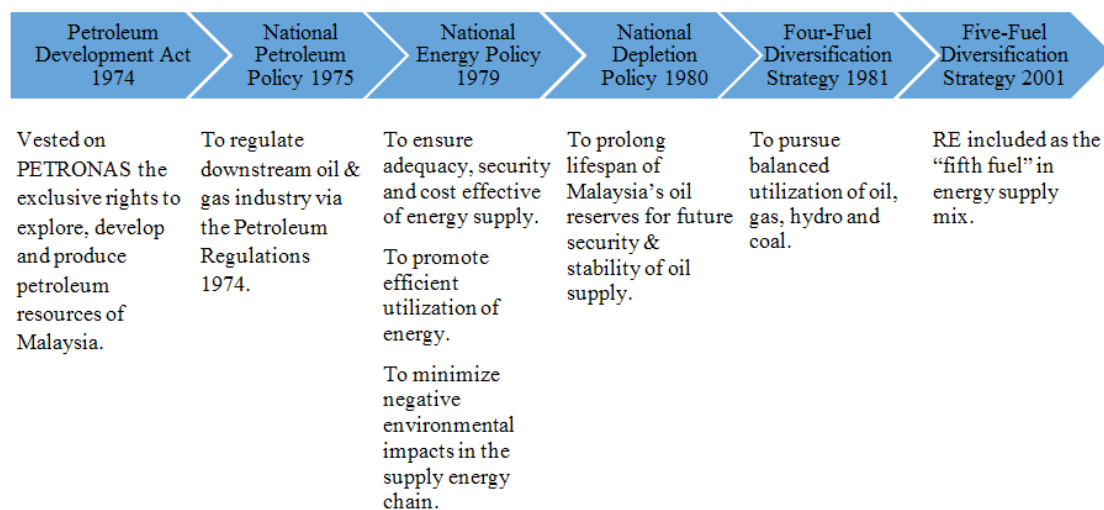 Petroleum
Development Act
1974
National
Petroleum
Policy 1975
National
Energy Policy
1979
National
Depletion
Policy 1980
Four-Fuel
Diversification
Strategy 1981
Five-Fuel
Diversification
Strategy 2001
Vested on
PETRONAS the
exclusive rights to
explore, develop
and produce
petroleum
resources of
Malaysia.
To regulate
downstream oil &
gas industry via
the Petroleum
Regulations
1974.
To ensure
adequacy, security
and cost effective
of energy supply.
To promote
efficient
utilization of
energy.
To minimize
negative
environmental
impacts in the
supply energy
chain.
To prolong
lifespan of
Malaysia’s oil
reserves for future
security &
stability of oil
supply.
To pursue
balanced
utilization of oil,
gas, hydro and
coal.
RE included as the
“fifth fuel” in
energy supply
mix.